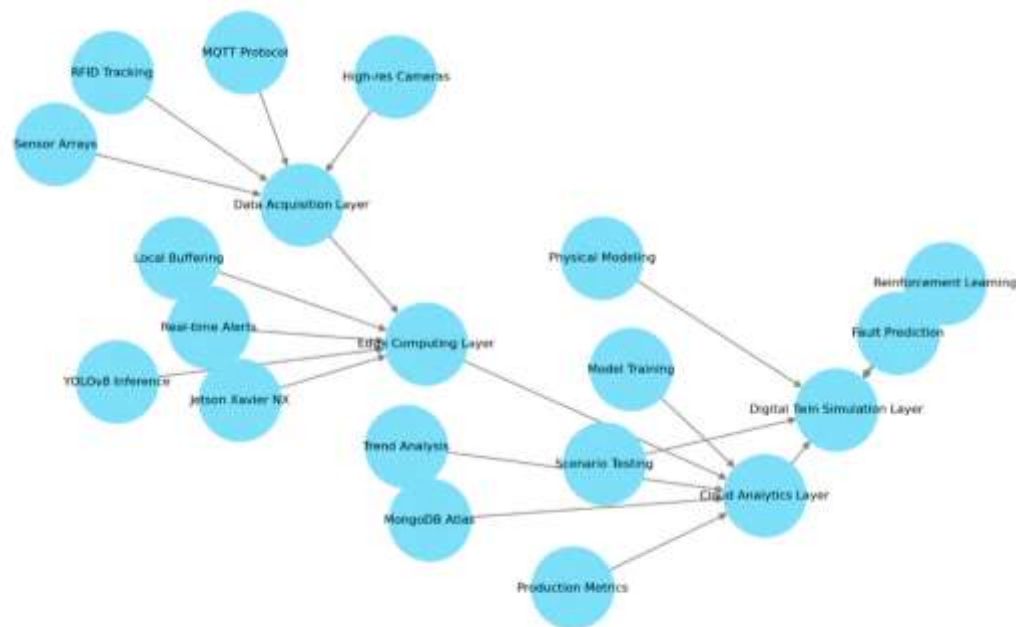 MQTT Protocol
RFID Tracking
High-res Cameras
Sensor Arrays
Data Acquisition Layer
Local Buffering
Physical Modeling
Reinforcement Learning
Real-time Alerts
Fault Prediction
Edge Computing Layer
Model Training
YOLOv8 Inference
Jetson Xavier NX
Digital Twin Simulation Layer
Trend Analysis
Scenario Testing
Cloud Analytics Layer
MongoDB Atlas
Production Metrics